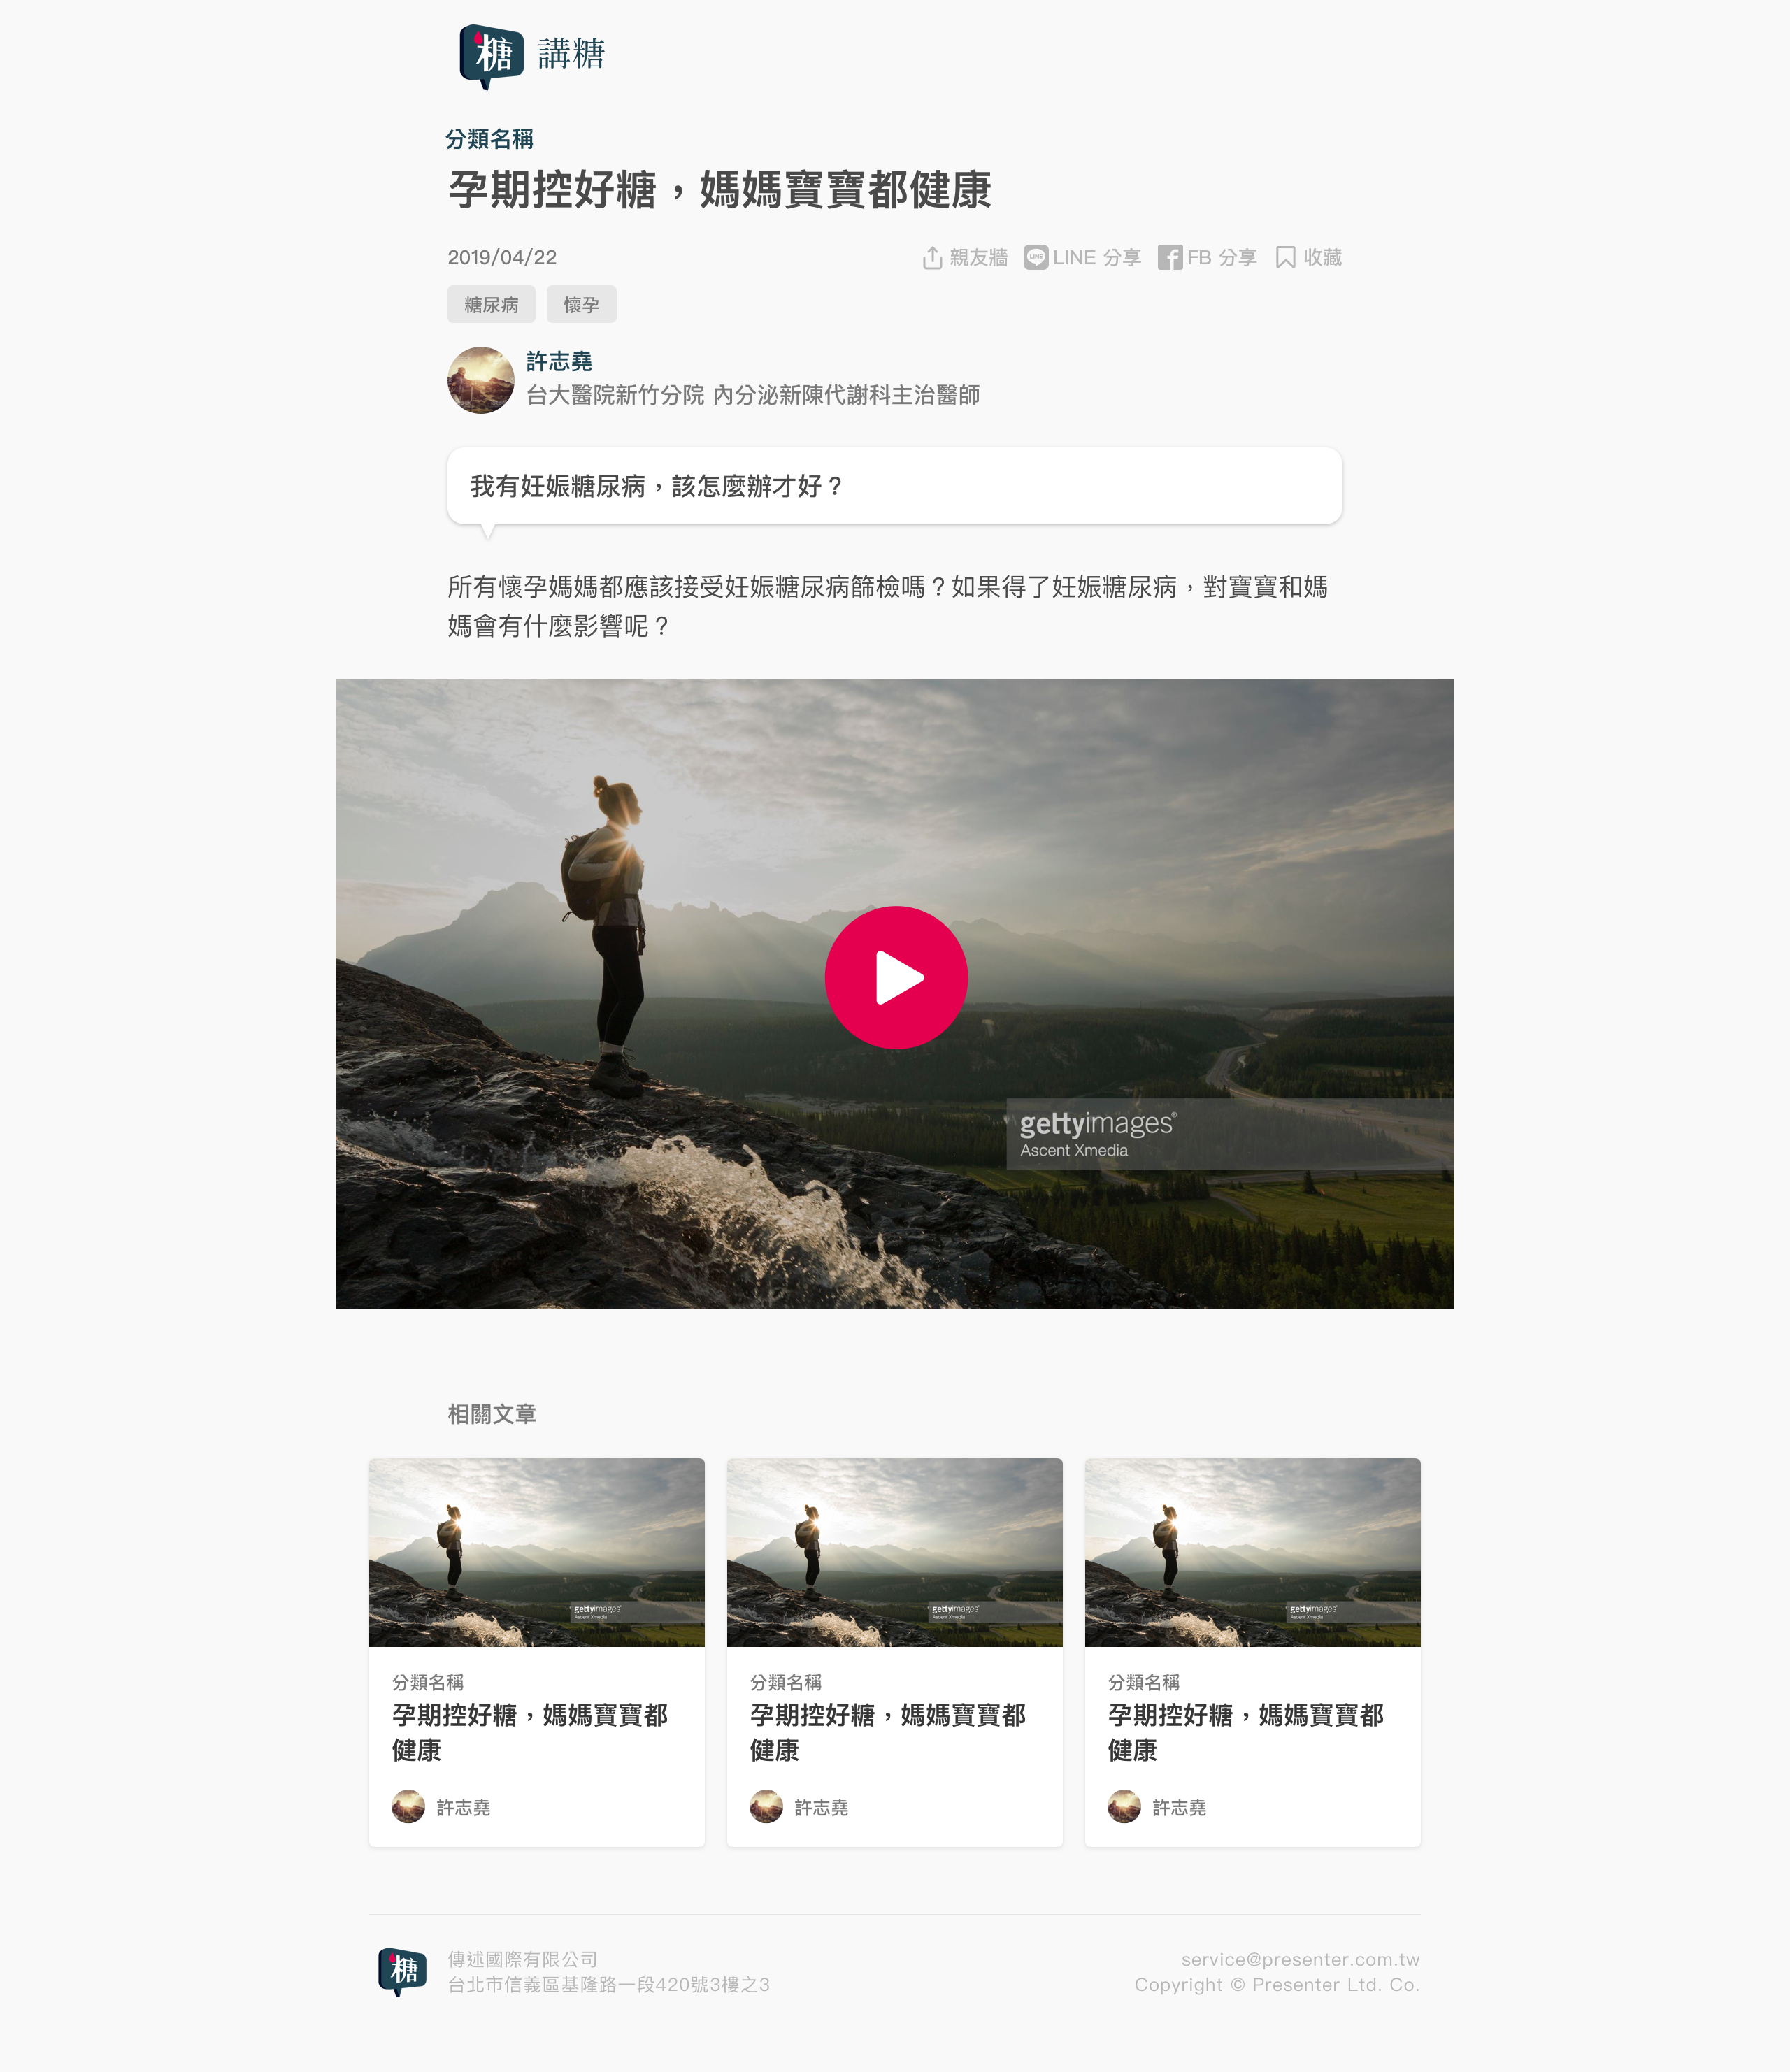 糖 講糖
分類名稱
孕期控好糖，媽媽寶寶都健康
2019/04/22 親友牆 LINE 分享 FB 分享 收藏
糖尿病 懷孕
許志堯
台大醫院新竹分院 內分泌新陳代謝科主治醫師
我有妊娠糖尿病，該怎麼辦才好？
所有懷孕媽媽都應該接受妊娠糖尿病篩檢嗎？如果得了妊娠糖尿病，對寶寶和媽
媽會有什麼影響呢？
gettyimages®
Ascent Xmedia
相關文章
gettyimages®
Ascent Xmedia
分類名稱
孕期控好糖，媽媽寶寶都
健康
許志堯
gettyimages®
Ascent Xmedia
分類名稱
孕期控好糖，媽媽寶寶都
健康
許志堯
gettyimages®
Ascent Xmedia
分類名稱
孕期控好糖，媽媽寶寶都
健康
許志堯
糖
傳述國際有限公司
台北市信義區基隆路一段420號3樓之3
service@presenter.com.tw
Copyright © Presenter Ltd. Co.